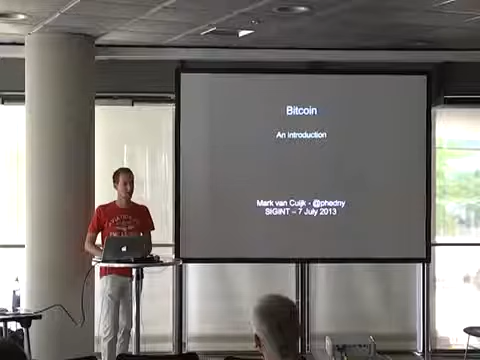 Bitcoin
An introduction
Mark van Cuijk - @phedny
SIGINT – 7 July 2013